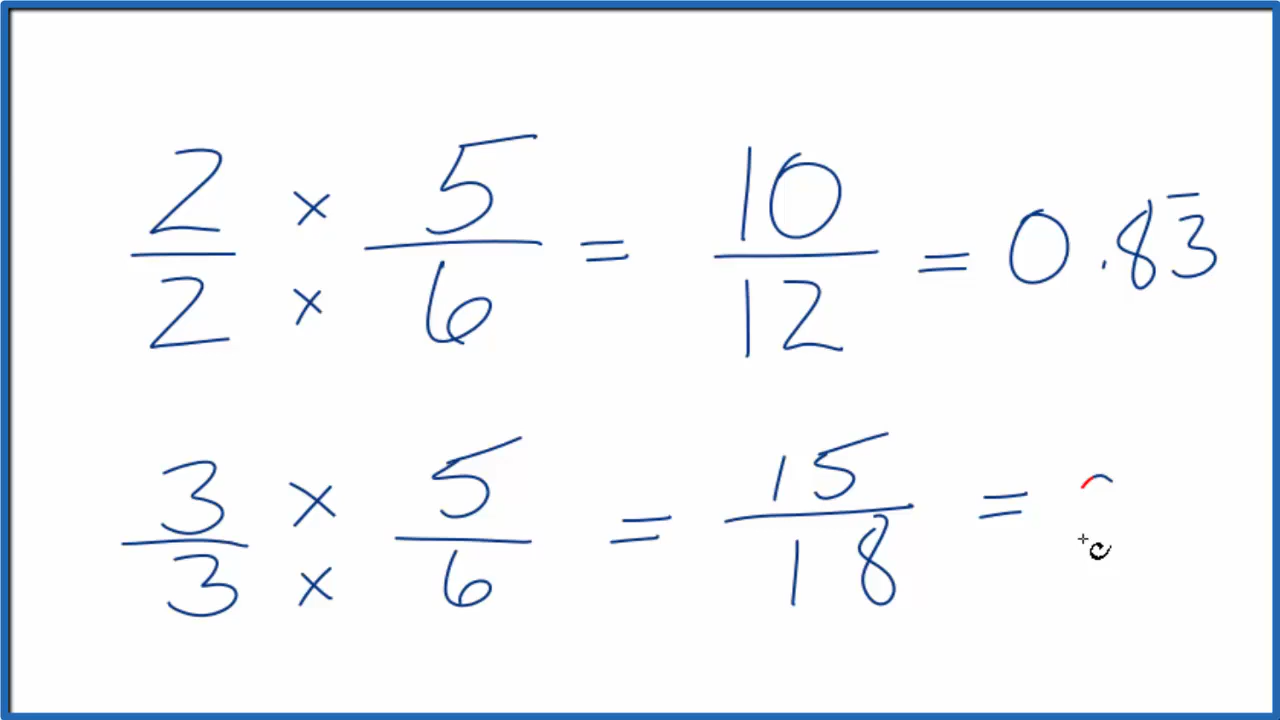 2/2 × 5/6 = 10/12 = 0.83̅
3/3 × 5/6 = 15/18 =